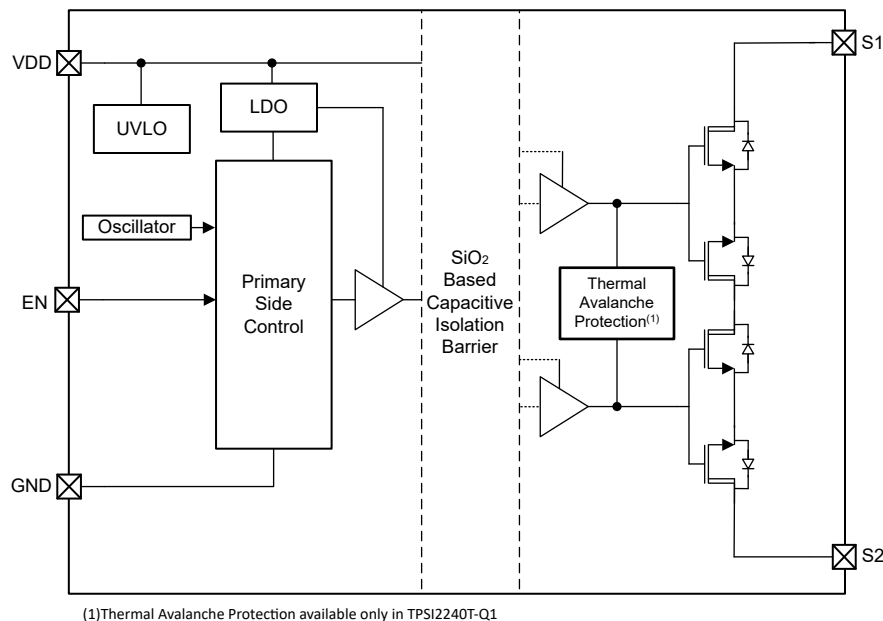 VDD
UVLO
LDO
Oscillator
EN
Primary
Side
Control
GND
SiO2
Based
Capacitive
Isolation
Barrier
Thermal
Avalanche
Protection(1)
S1
S2
(1)Thermal Avalanche Protection available only in TPSI2240T-Q1